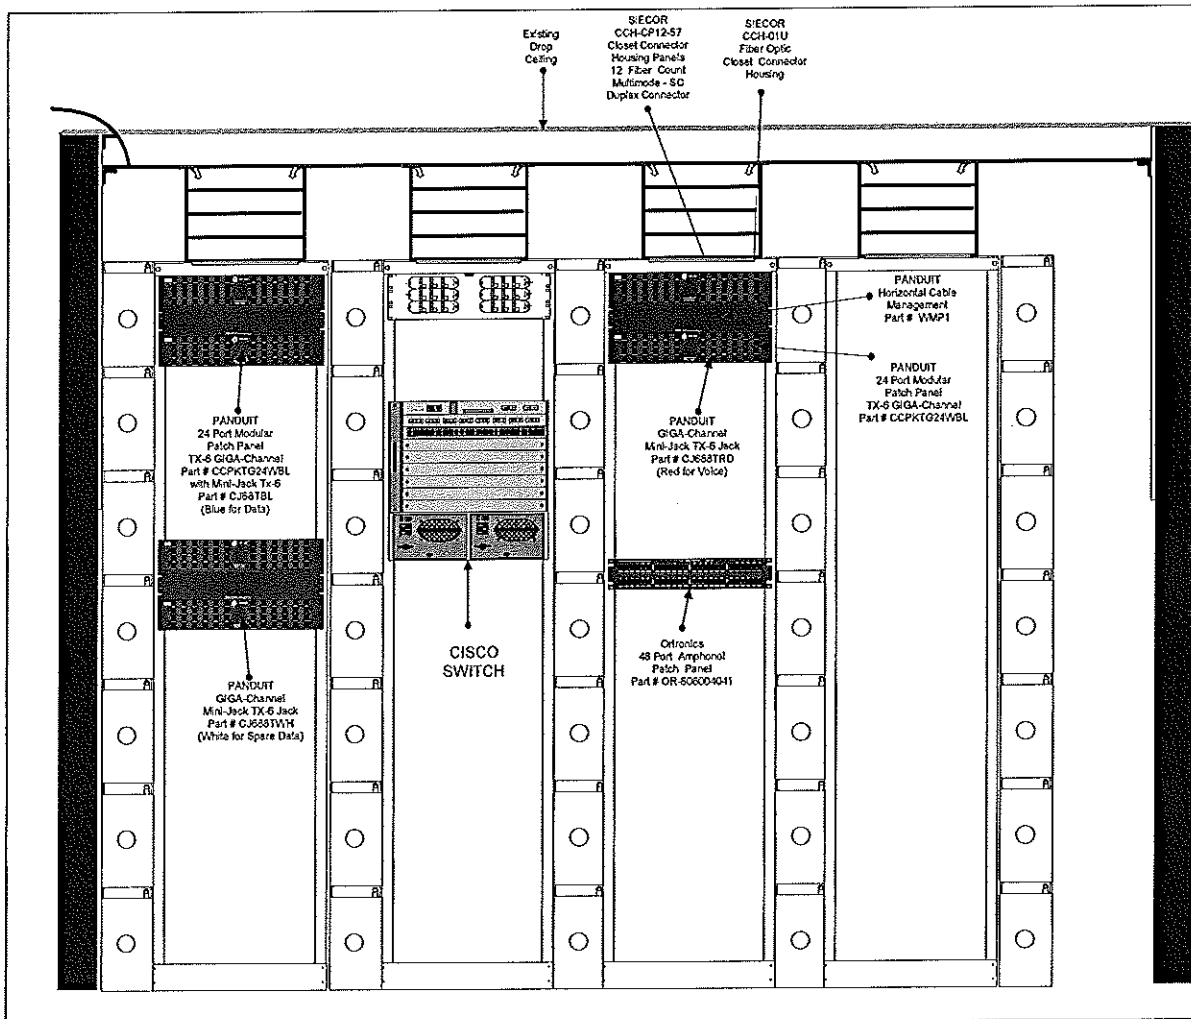 Existing
Drop
Ceiling
SIECOR
CCH-CP12-57
Closet Connector
Housing Panels
12 Fiber Count
Multimode - SC
Duplex Connector
SIECOR
CCH-01U
Fiber Optic
Closet Connector
Housing
PANDUIT
24 Port Modular
Patch Panel
TX-6 GIGA-Channel
Part # CCPKTG24WBL
with Mini-Jack Tx-6
Part # CJ688TBL
(Blue for Data)
PANDUIT
GIGA-Channel
Mini-Jack TX-6 Jack
Part # CJ688TWH
(White for Spare Data)
CISCO
SWITCH
PANDUIT
GIGA-Channel
Mini-Jack TX-6 Jack
Part # CJ688TRD
(Red for Voice)
Ortronics
48 Port Amphonol
Patch Panel
Part # OR-808004041
PANDUIT
Horizontal Cable
Management
Part # WMP1
PANDUIT
24 Port Modular
Patch Panel
TX-6 GIGA-Channel
Part # CCPKTG24WBL